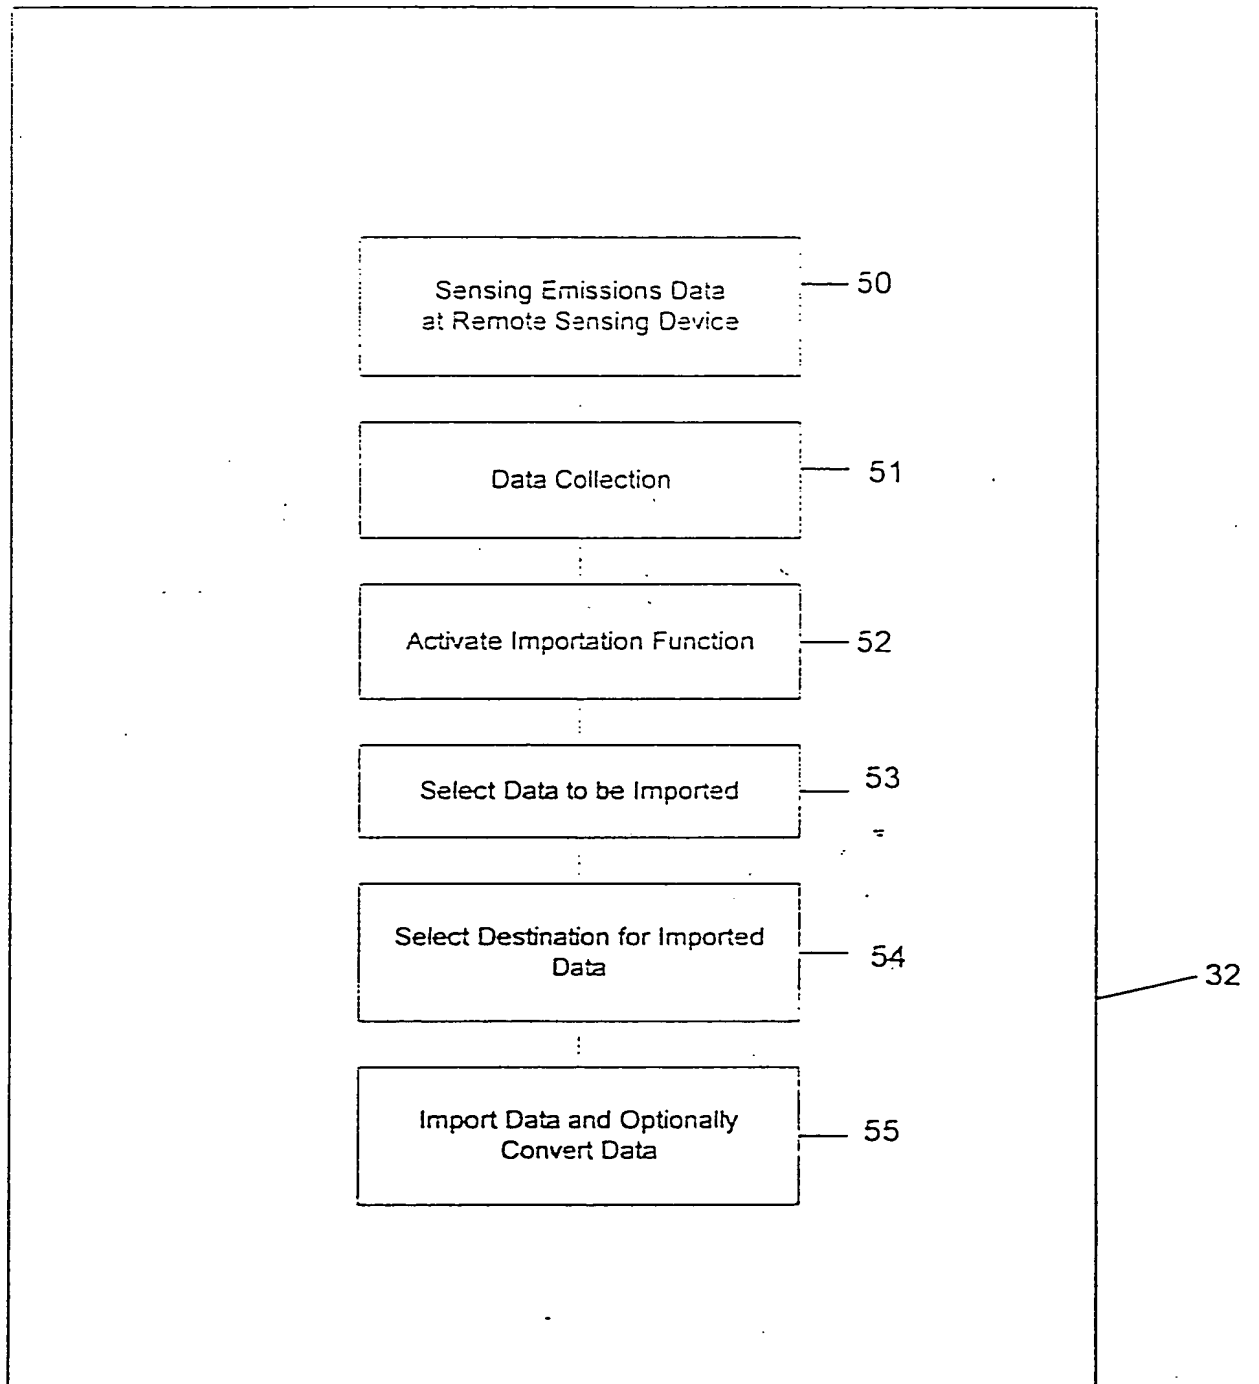 Sensing Emissions Data
at Remote Sensing Device
50
Data Collection
51
Activate Importation Function
52
Select Data to be Imported
53
Select Destination for Imported
Data
54
32
Import Data and Optionally
Convert Data
55